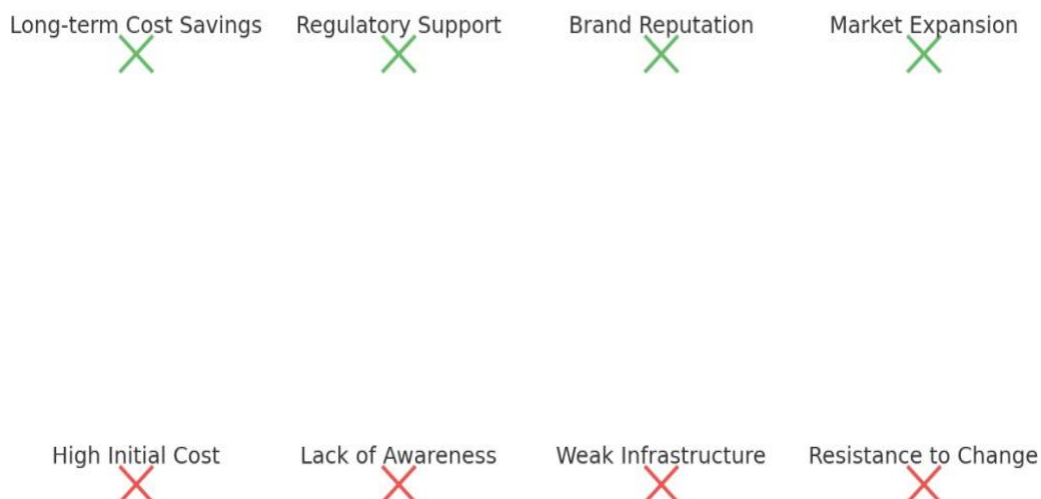 Long-term Cost Savings Regulatory Support Brand Reputation Market Expansion
High Initial Cost Lack of Awareness Weak Infrastructure Resistance to Change